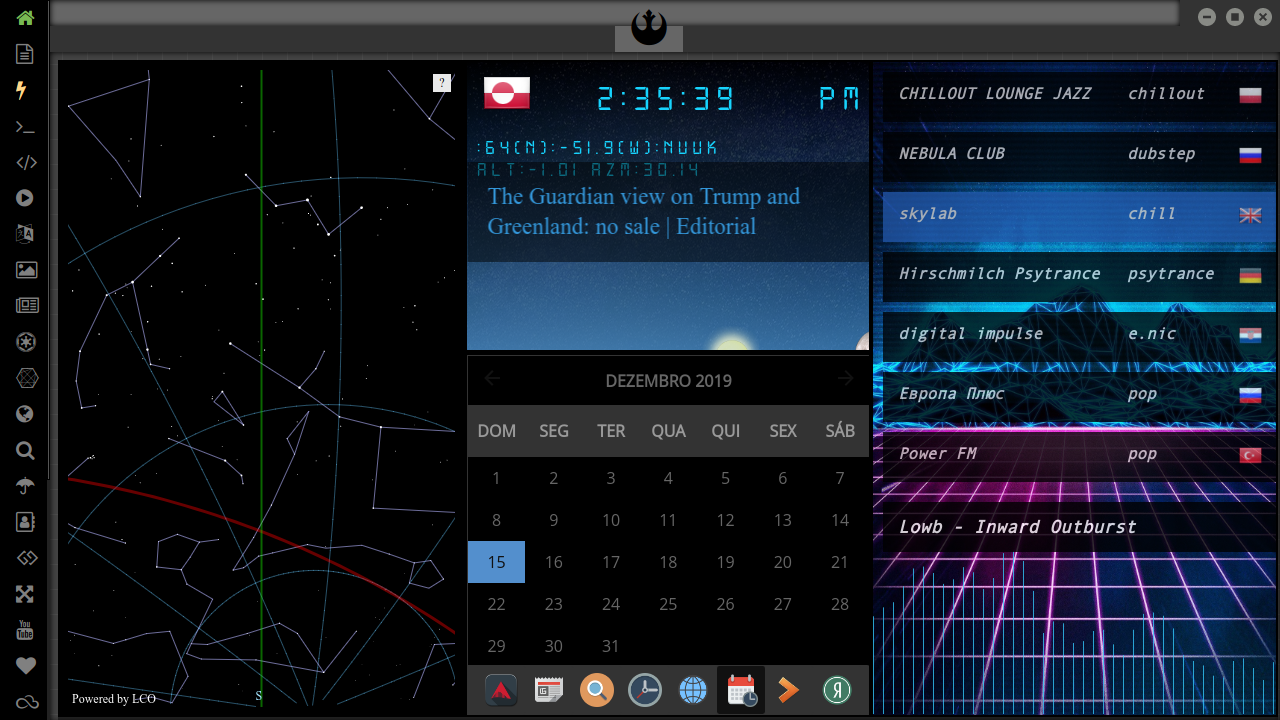 ?
Powered by LCO
S
2:35:39 PM
:64(N):-51.9(W):NUUK
ALT:-1.01 AZM:30.14
The Guardian view on Trump and
Greenland: no sale | Editorial
DEZEMBRO 2019
DOM SEG TER QUA QUI SEX SÁB
1 2 3 4 5 6 7
8 9 10 11 12 13 14
15 16 17 18 19 20 21
22 23 24 25 26 27 28
29 30 31
CHILLOUT LOUNGE JAZZ chillout
NEBULA CLUB dubstep
skylab chill
Hirschmilch Psytrance psytrance
digital impulse e.nic
Европа Плюс pop
Power FM pop
Lowb - Inward Outburst
You
Tube
Я